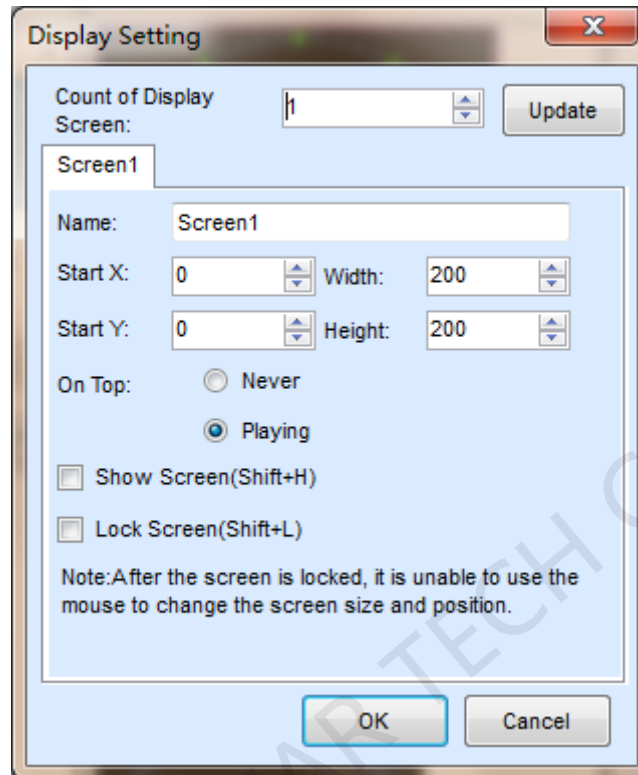 Display Setting
Count of Display
Screen:
1
Update
Screen1
Name: Screen1
Start X: 0 Width: 200
Start Y: 0 Height: 200
On Top: Never
Playing
Show Screen(Shift+H)
Lock Screen(Shift+L)
Note:After the screen is locked, it is unable to use the
mouse to change the screen size and position.
OK Cancel
AR TECH C